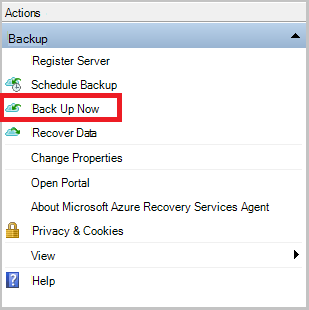 Actions
Backup
Register Server
Schedule Backup
Back Up Now
Recover Data
Change Properties
Open Portal
About Microsoft Azure Recovery Services Agent
Privacy & Cookies
View
Help